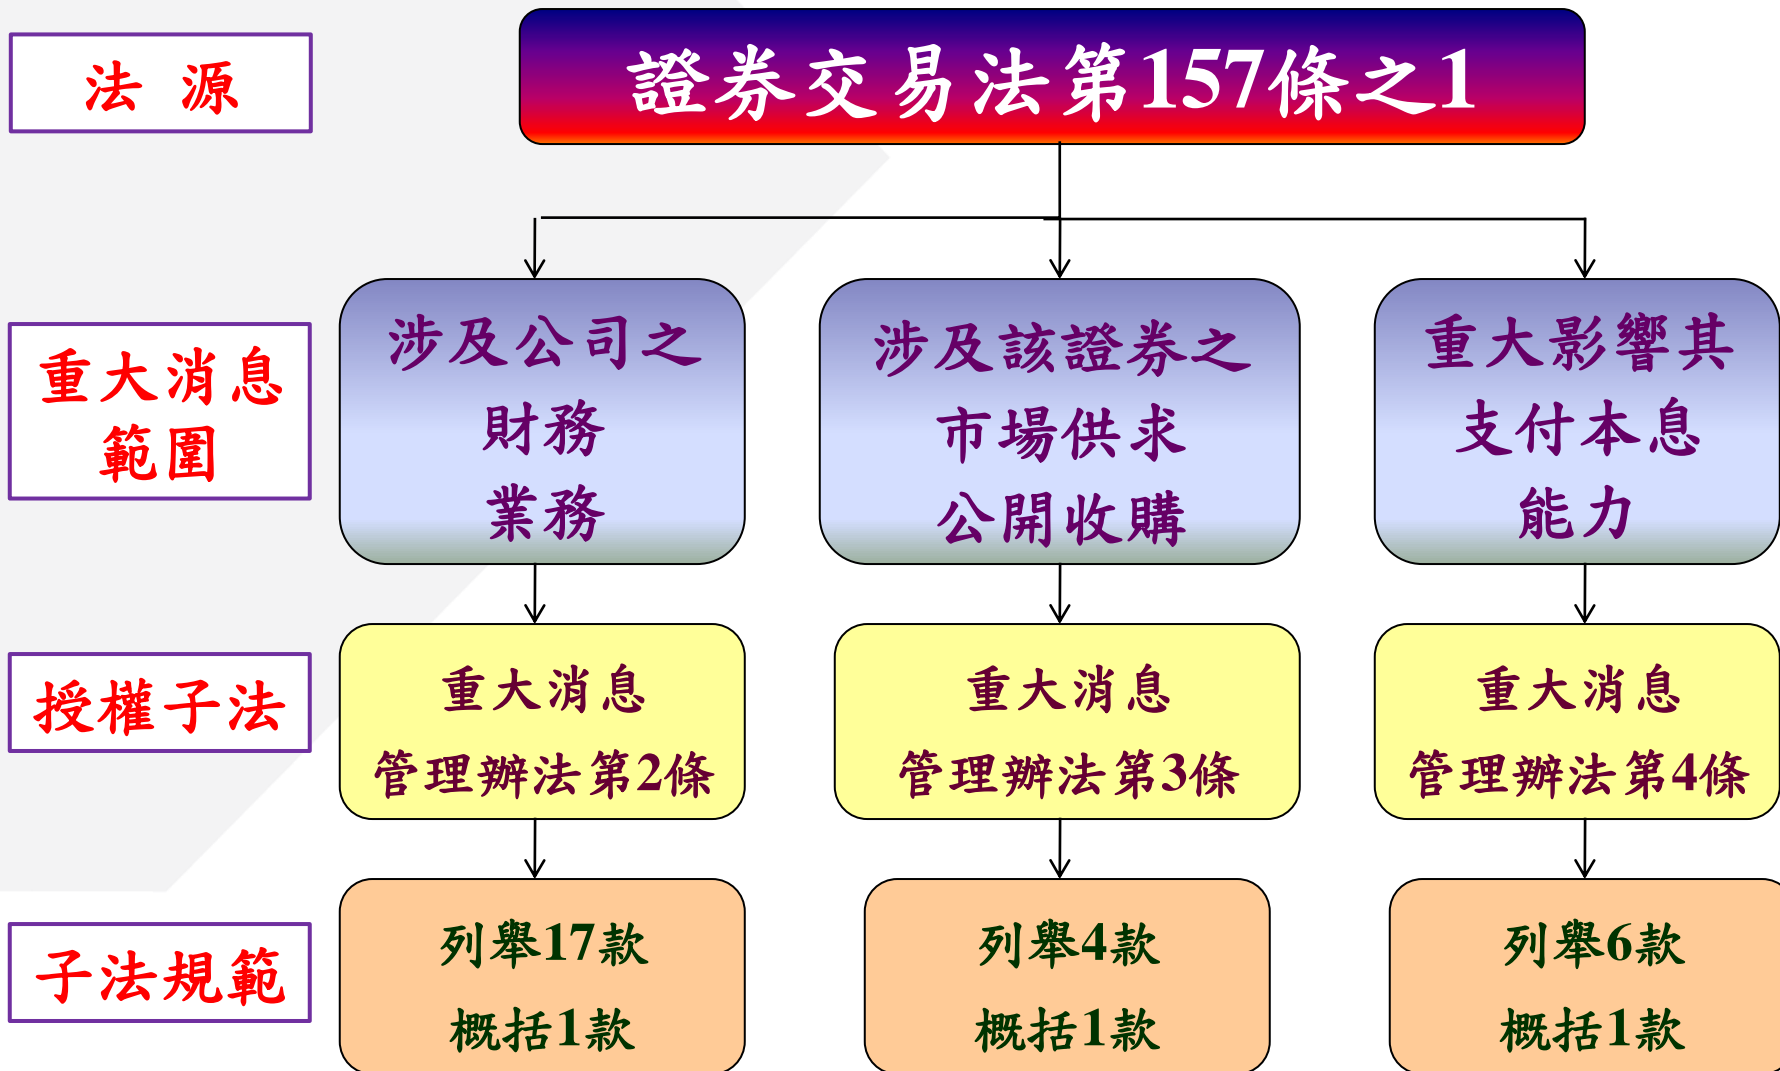 法 源
證券交易法第157條之1
重大消息
範圍
涉及公司之
財務
業務
涉及該證券之
市場供求
公開收購
重大影響其
支付本息
能力
授權子法
重大消息
管理辦法第2條
重大消息
管理辦法第3條
重大消息
管理辦法第4條
子法規範
列舉17款
概括1款
列舉4款
概括1款
列舉6款
概括1款